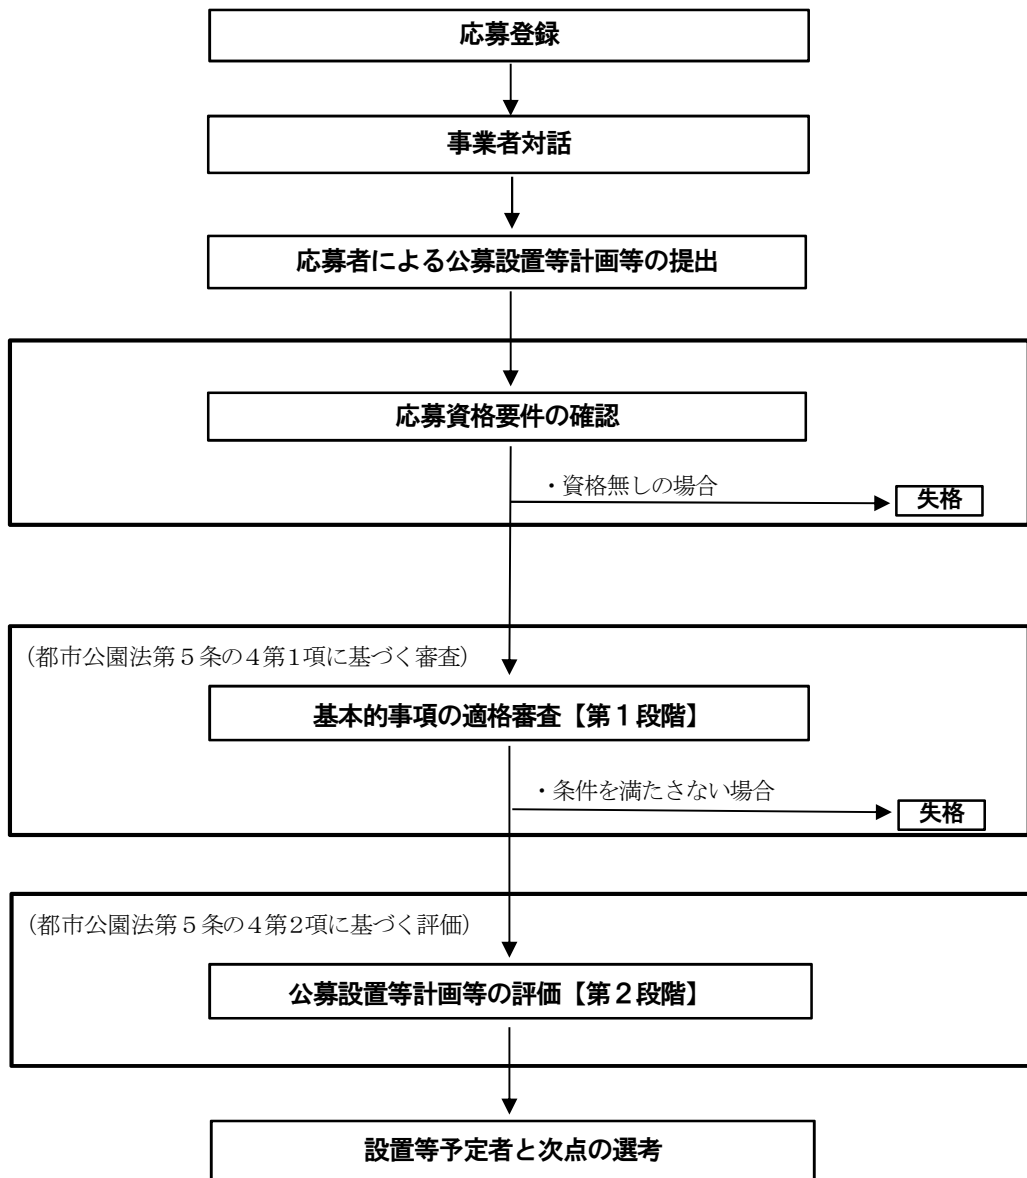 応募登録
事業者対話
応募者による公募設置等計画等の提出
応募資格要件の確認
・資格無しの場合
失格
(都市公園法第５条の４第1項に基づく審査)
基本的事項の適格審査【第１段階】
・条件を満たさない場合
失格
(都市公園法第５条の４第2項に基づく評価)
公募設置等計画等の評価【第２段階】
設置等予定者と次点の選考